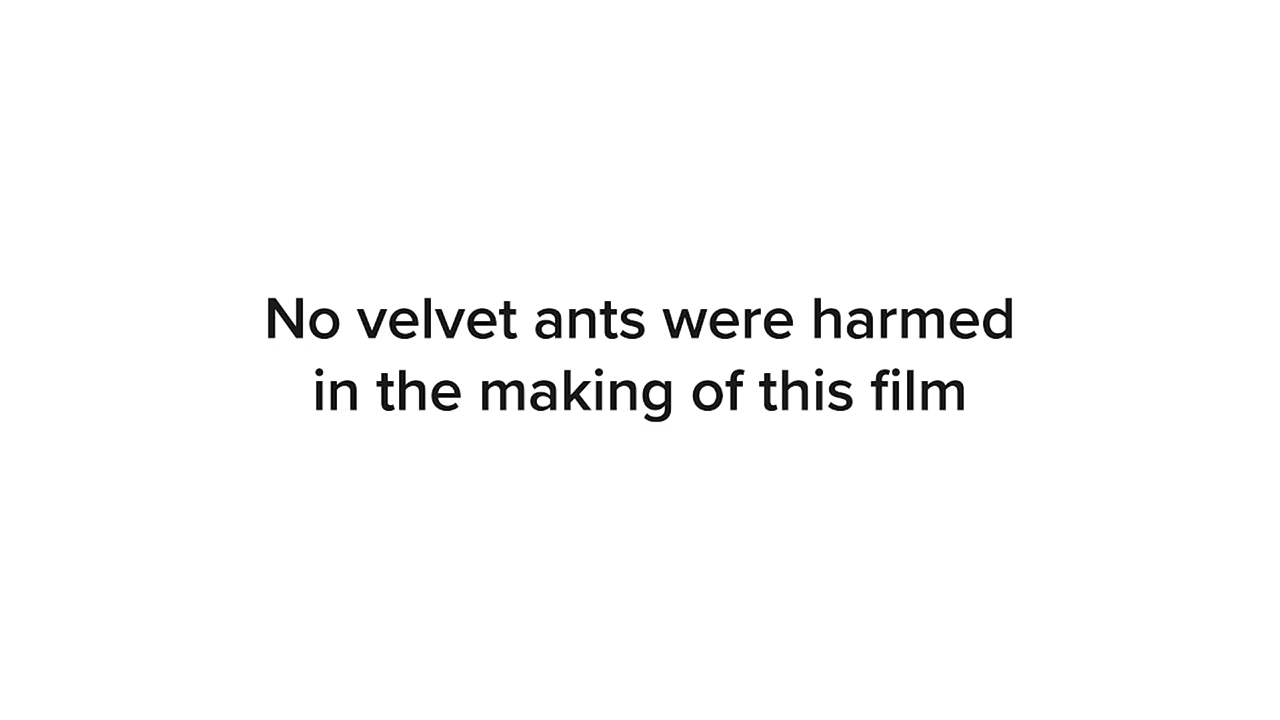 No velvet ants were harmed
in the making of this film